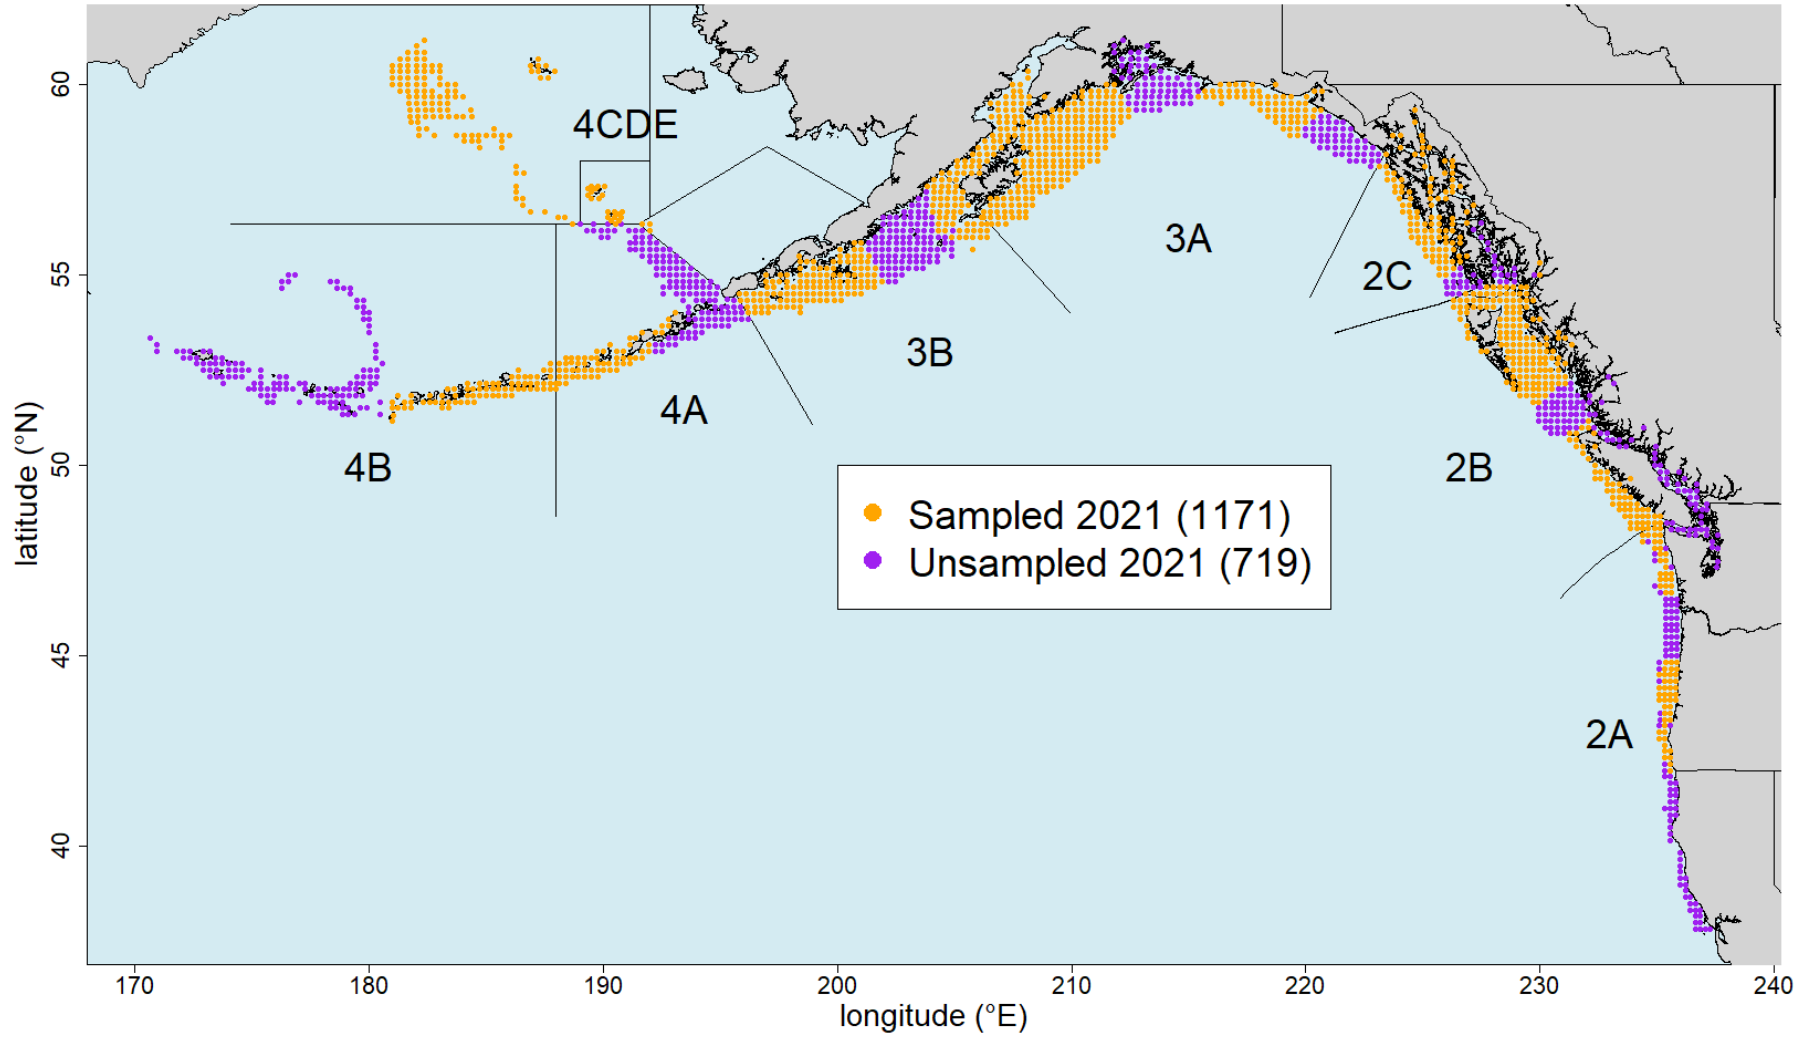 60
55
50
45
40
latitude (°N)
4CDE
3A
2C
3B
4A
4B
2B
Sampled 2021 (1171)
Unsampled 2021 (719)
2A
170
180
190
200
210
220
230
240
longitude (°E)